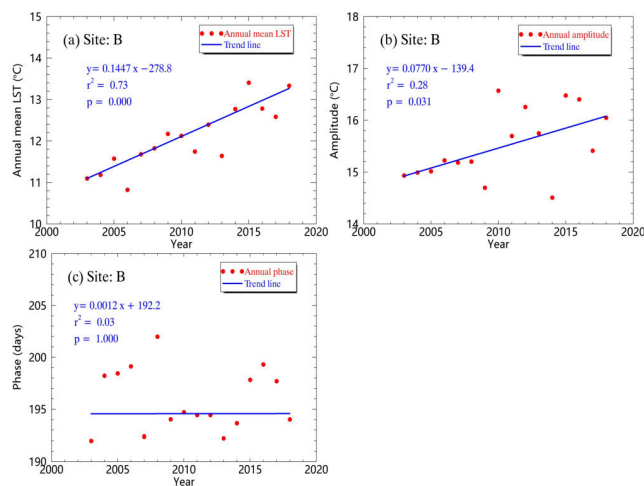 (a) Site: B
Annual mean LST
Trend line
y= 0.1447 x −278.8
r2 = 0.73
p = 0.000
Annual mean LST (°C)
15
14
13
12
11
10
2000
2005
2010
2015
2020
Year
(b) Site: B
Annual amplitude
Trend line
y= 0.0770 x −139.4
r2 = 0.28
p = 0.031
Amplitude (°C)
18
17
16
15
14
2000
2005
2010
2015
2020
Year
(c) Site: B
Annual phase
Trend line
y= 0.0012 x + 192.2
r2 = 0.03
p = 1.000
Phase (days)
210
205
200
195
190
2000
2005
2010
2015
2020
Year